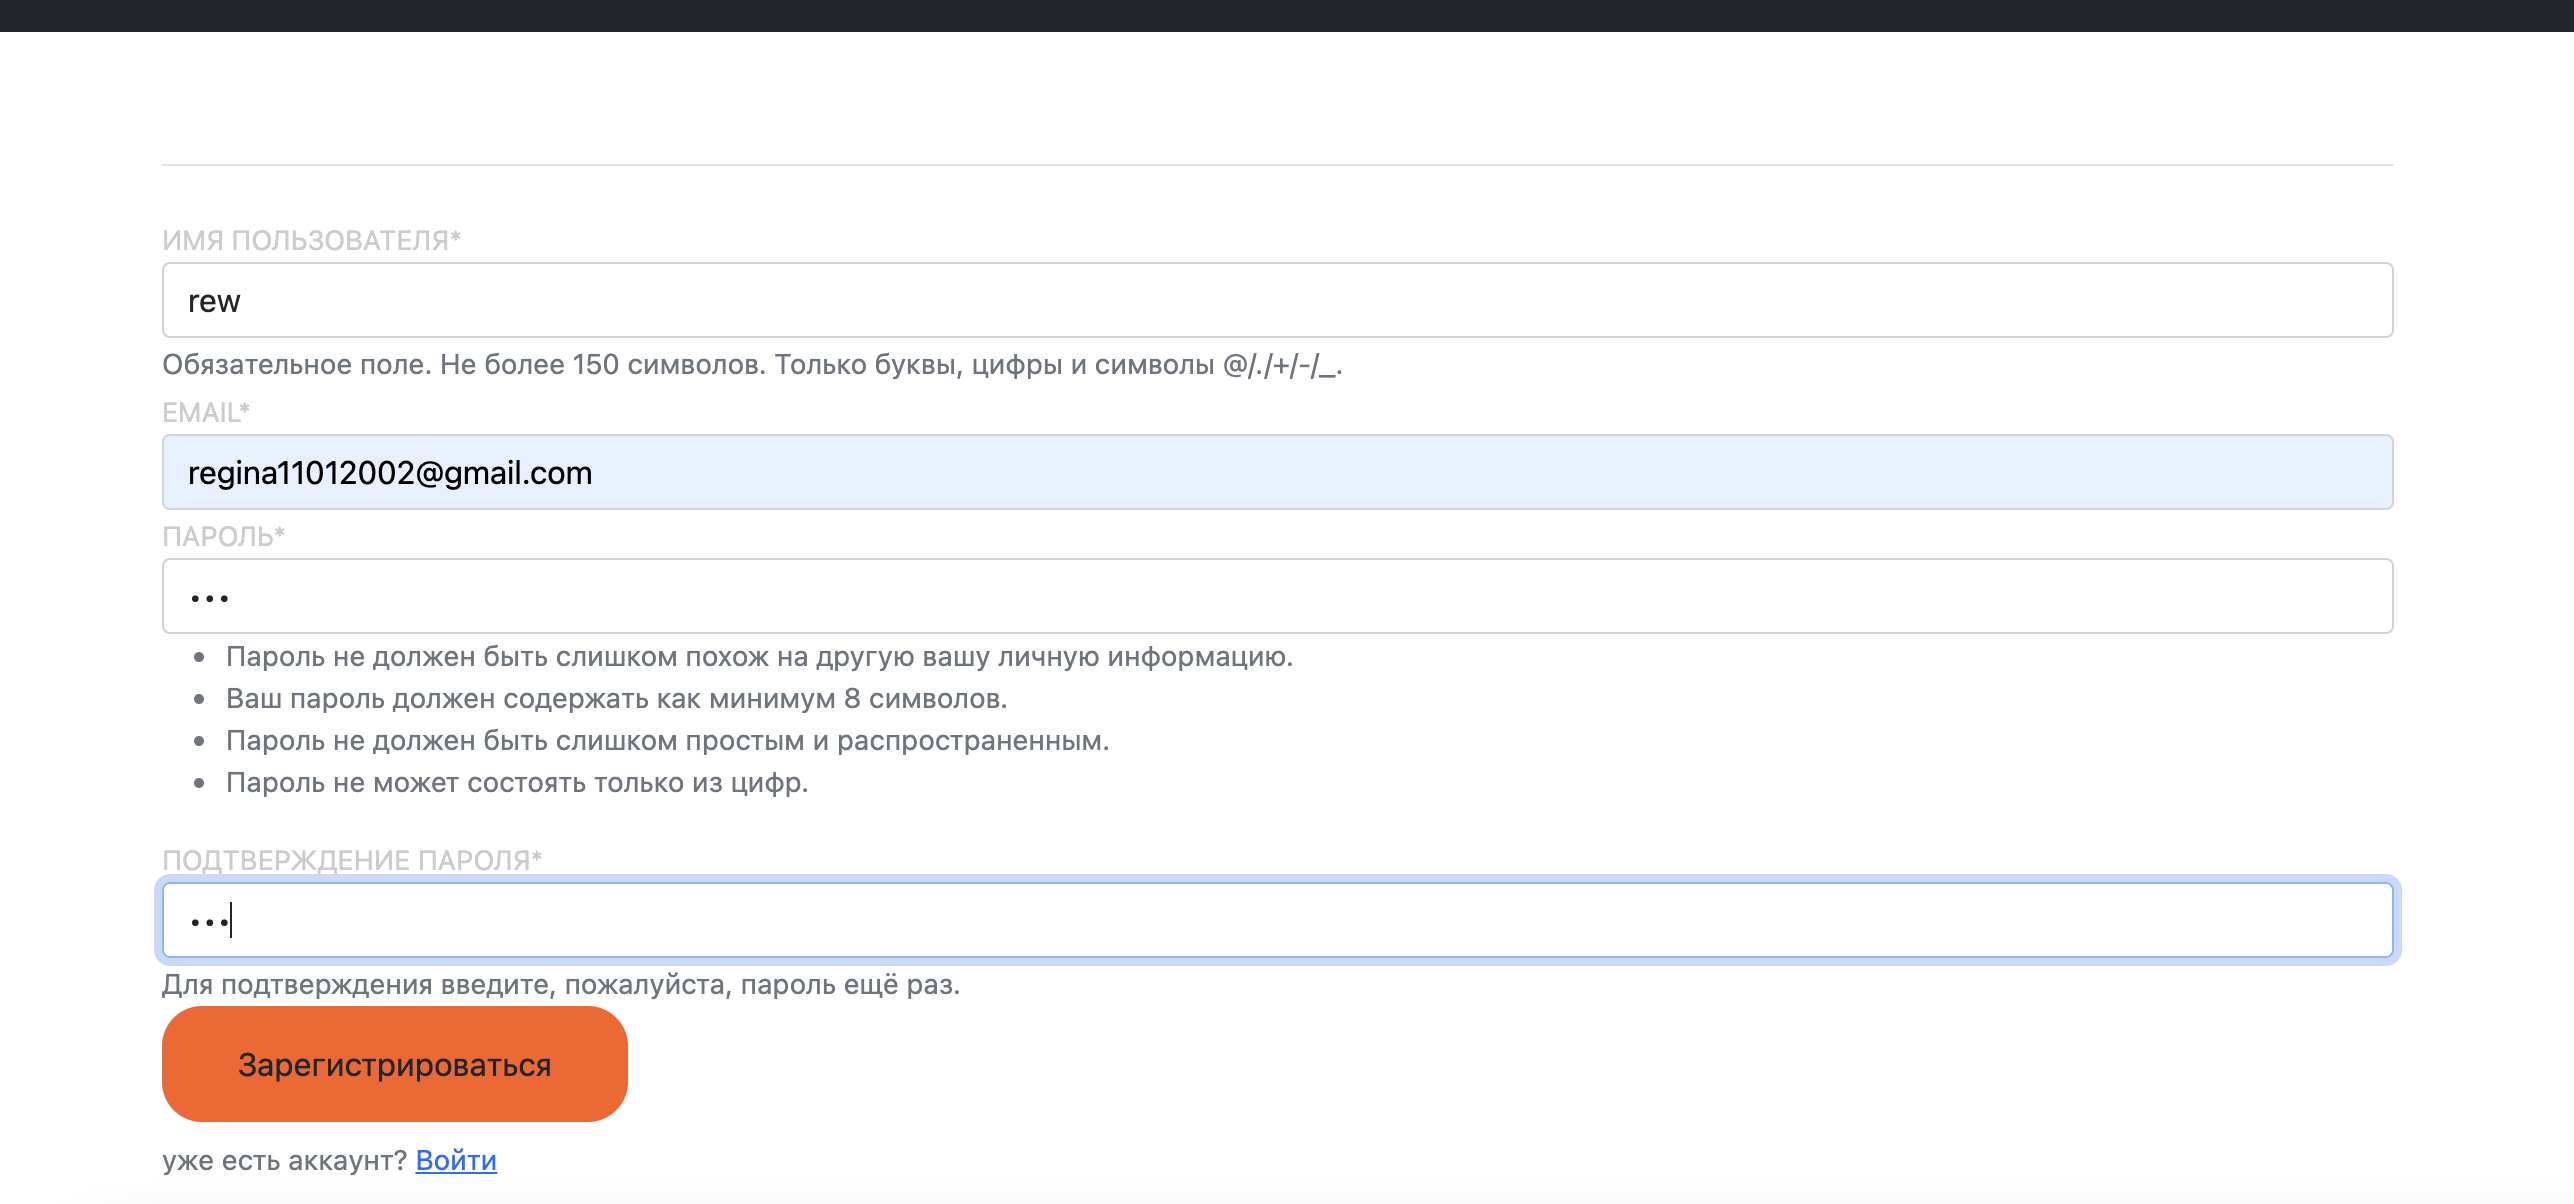 ИМЯ ПОЛЬЗОВАТЕЛЯ*
rew
Обязательное поле. Не более 150 символов. Только буквы, цифры и символы @/./+/-/_.
EMAIL*
regina11012002@gmail.com
ПАРОЛЬ*
•••
• Пароль не должен быть слишком похож на другую вашу личную информацию.
• Ваш пароль должен содержать как минимум 8 символов.
• Пароль не должен быть слишком простым и распространенным.
• Пароль не может состоять только из цифр.
ПОДТВЕРЖДЕНИЕ ПАРОЛЯ*
•••
Для подтверждения введите, пожалуйста, пароль ещё раз.
Зарегистрироваться
уже есть аккаунт? Войти